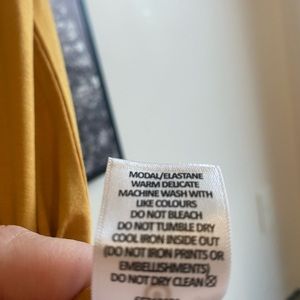 MODAL/ELASTANE
WARM DELICATE
MACHINE WASH WITH
LIKE COLOURS
DO NOT BLEACH
DO NOT TUMBLE DRY
COOL IRON INSIDE OUT
(DO NOT IRON PRINTS OR
EMBELLISHMENTS)
DO NOT DRY CLEAN